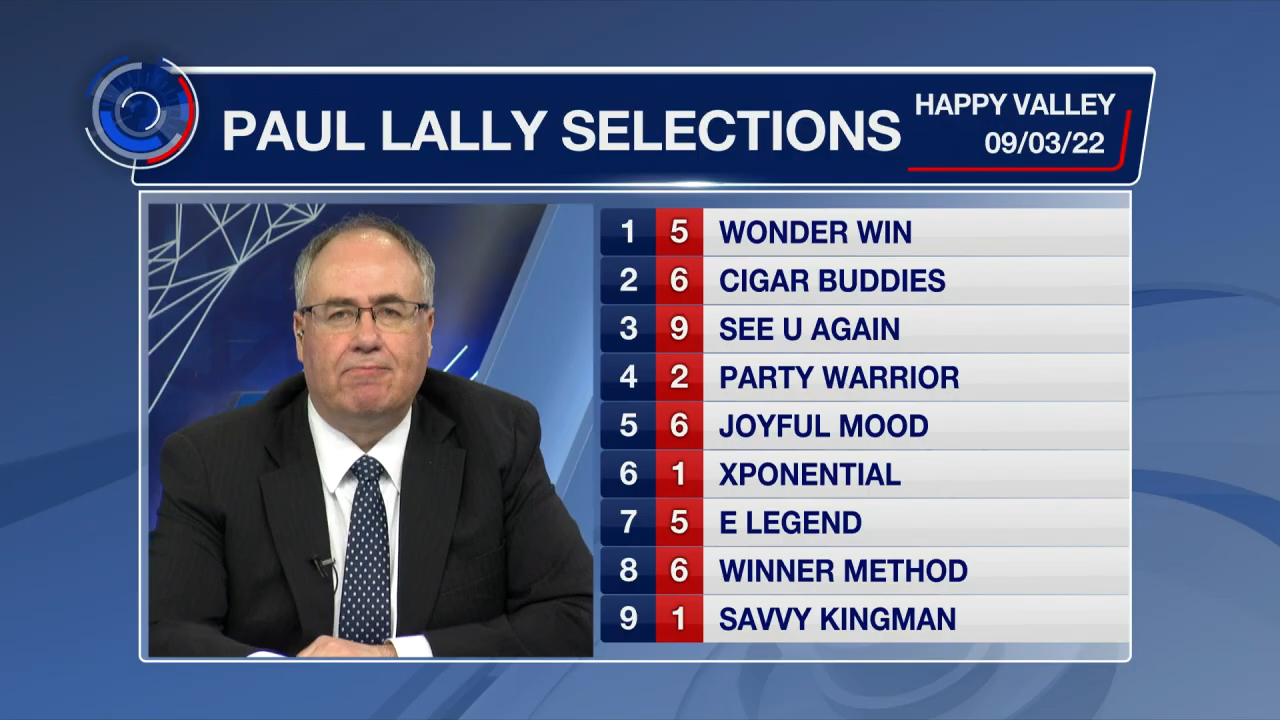 PAUL LALLY SELECTIONS
HAPPY VALLEY
09/03/22
1 5 WONDER WIN
2 6 CIGAR BUDDIES
3 9 SEE U AGAIN
4 2 PARTY WARRIOR
5 6 JOYFUL MOOD
6 1 XPONENTIAL
7 5 E LEGEND
8 6 WINNER METHOD
9 1 SAVVY KINGMAN